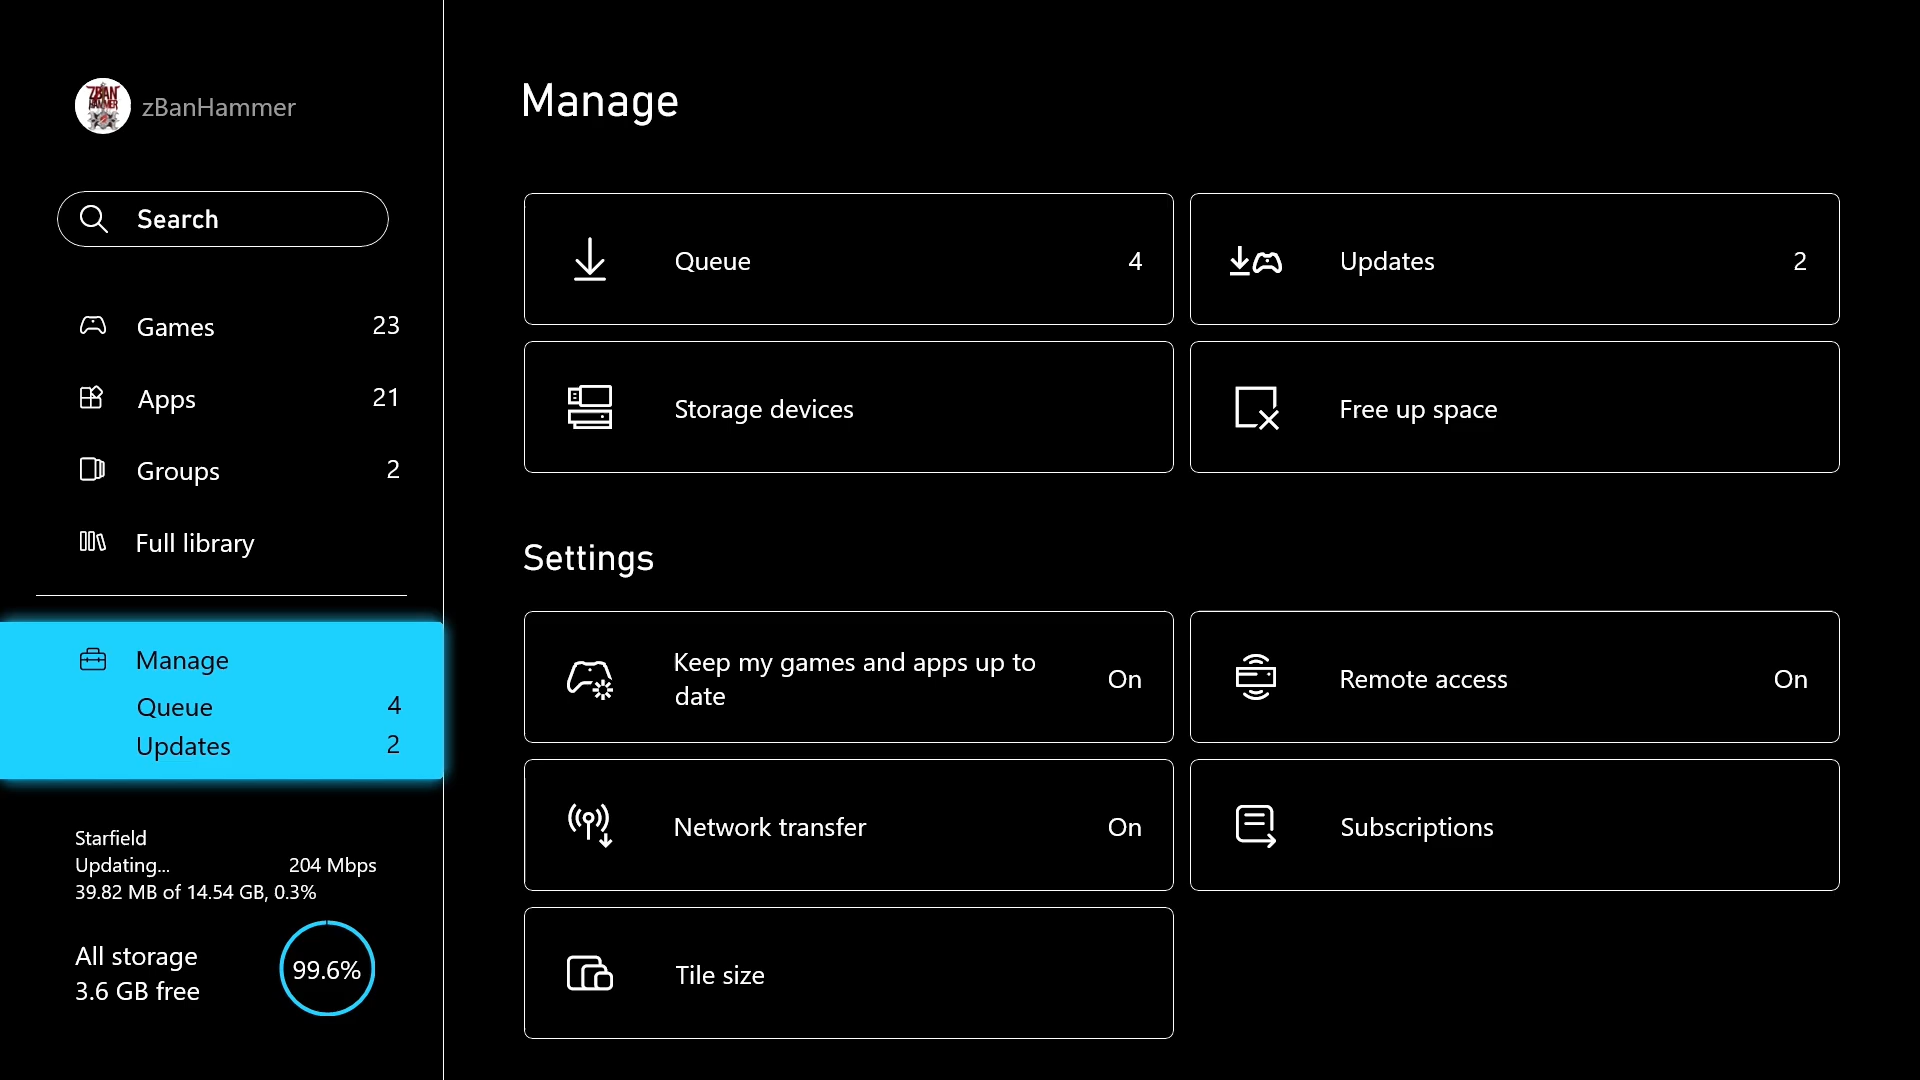 ZBAN
HAMMER
zBanHammer
Search
Games 23
Apps 21
Groups 2
Full library
Manage
Queue 4
Updates 2
Starfield
Updating... 204 Mbps
39.82 MB of 14.54 GB, 0.3%
All storage
3.6 GB free
99.6%
Manage
Queue 4
Updates 2
Storage devices
Free up space
Settings
Keep my games and apps up to
date
On
Remote access On
Network transfer On
Subscriptions
Tile size